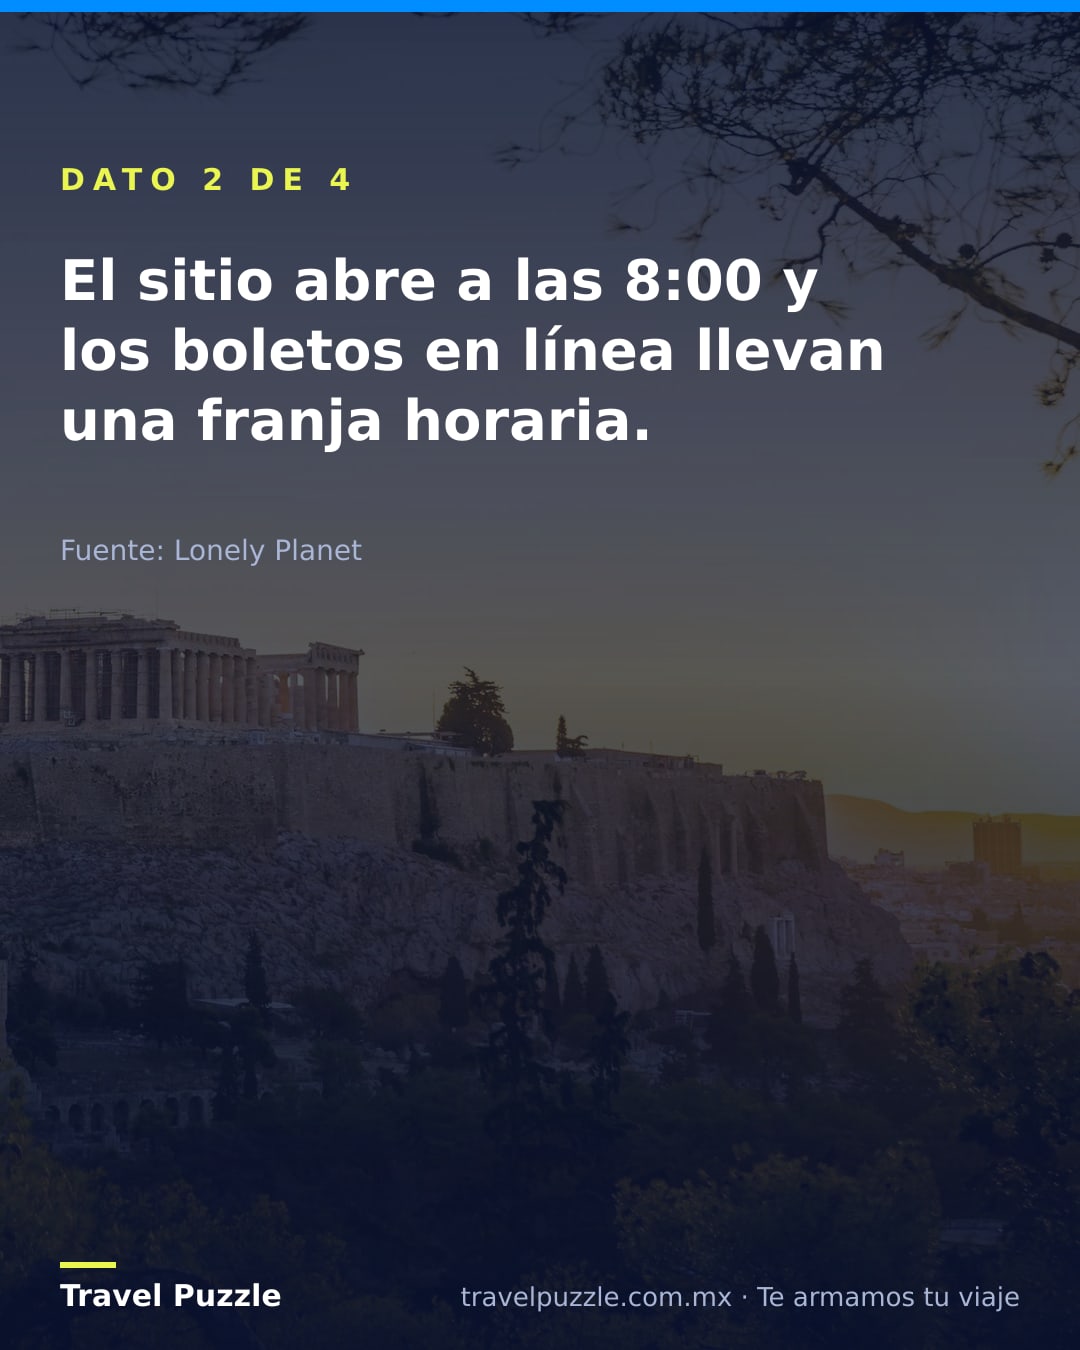 DATO 2 DE 4
El sitio abre a las 8:00 y
los boletos en línea llevan
una franja horaria.
Fuente: Lonely Planet
Travel Puzzle
travelpuzzle.com.mx · Te armamos tu viaje